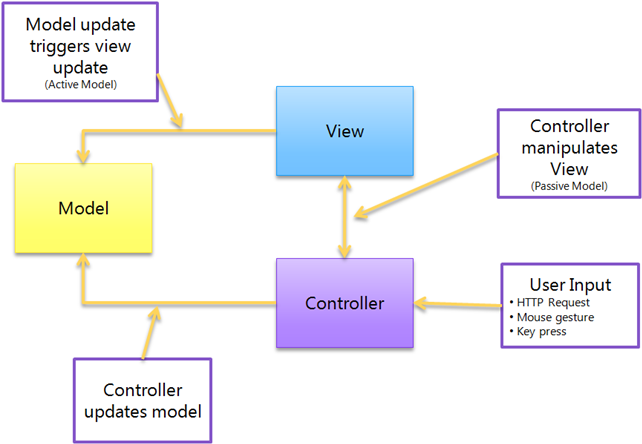 Model update
triggers view
update
(Active Model)
View
Controller
manipulates
View
(Passive Model)
Model
Controller
User Input
• HTTP Request
• Mouse gesture
• Key press
Controller
updates model